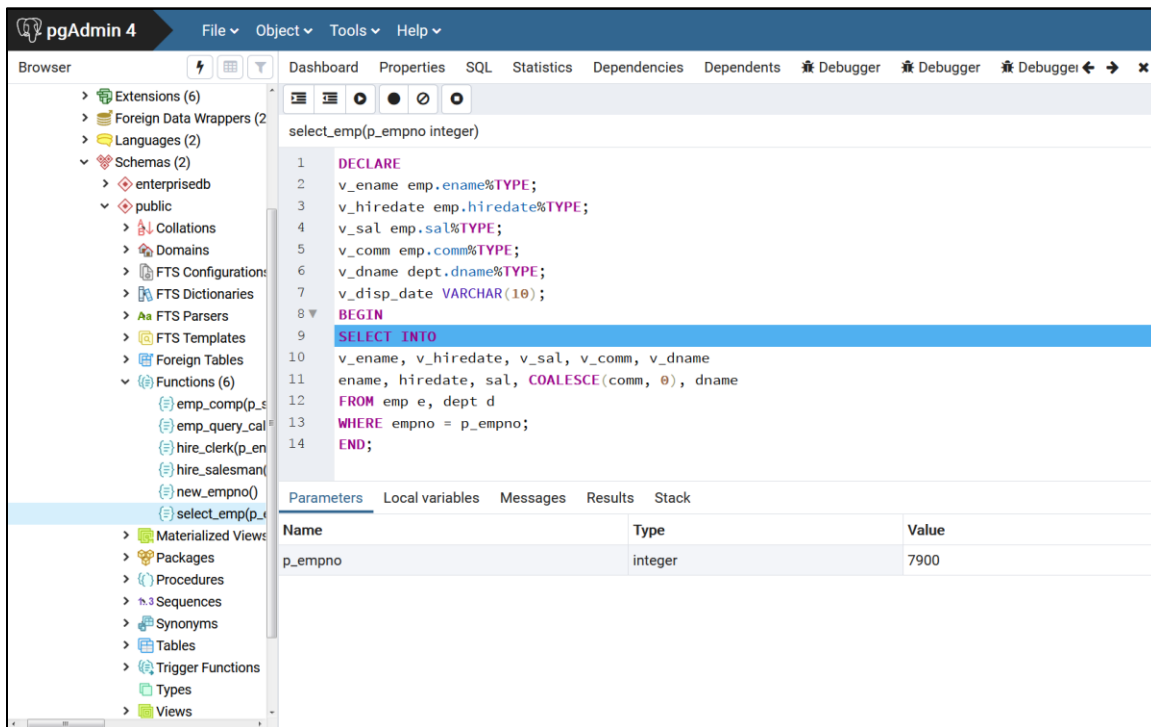 pgAdmin 4 File Object Tools Help
Browser
Dashboard Properties SQL Statistics Dependencies Dependents Debugger Debugger Debugger
Extensions (6)
Foreign Data Wrappers (2
Languages (2)
Schemas (2)
enterprisedb
public
Collations
Domains
FTS Configurations
FTS Dictionaries
Aa FTS Parsers
FTS Templates
Foreign Tables
Functions (6)
emp_comp(p_s
emp_query_cal
hire_clerk(p_en
hire_salesman(
new_empno()
select_emp(p_e
Materialized Views
Packages
Procedures
1..3 Sequences
Synonyms
Tables
Trigger Functions
Types
Views
select_emp(p_empno integer)
1 DECLARE
2 v_ename emp.ename%TYPE;
3 v_hiredate emp.hiredate%TYPE;
4 v_sal emp.sal%TYPE;
5 v_comm emp.comm%TYPE;
6 v_dname dept.dname%TYPE;
7 v_disp_date VARCHAR(10);
8 BEGIN
9 SELECT INTO
10 v_ename, v_hiredate, v_sal, v_comm, v_dname
11 ename, hiredate, sal, COALESCE(comm, 0), dname
12 FROM emp e, dept d
13 WHERE empno = p_empno;
14 END;
Parameters Local variables Messages Results Stack
Name Type Value
p_empno integer 7900